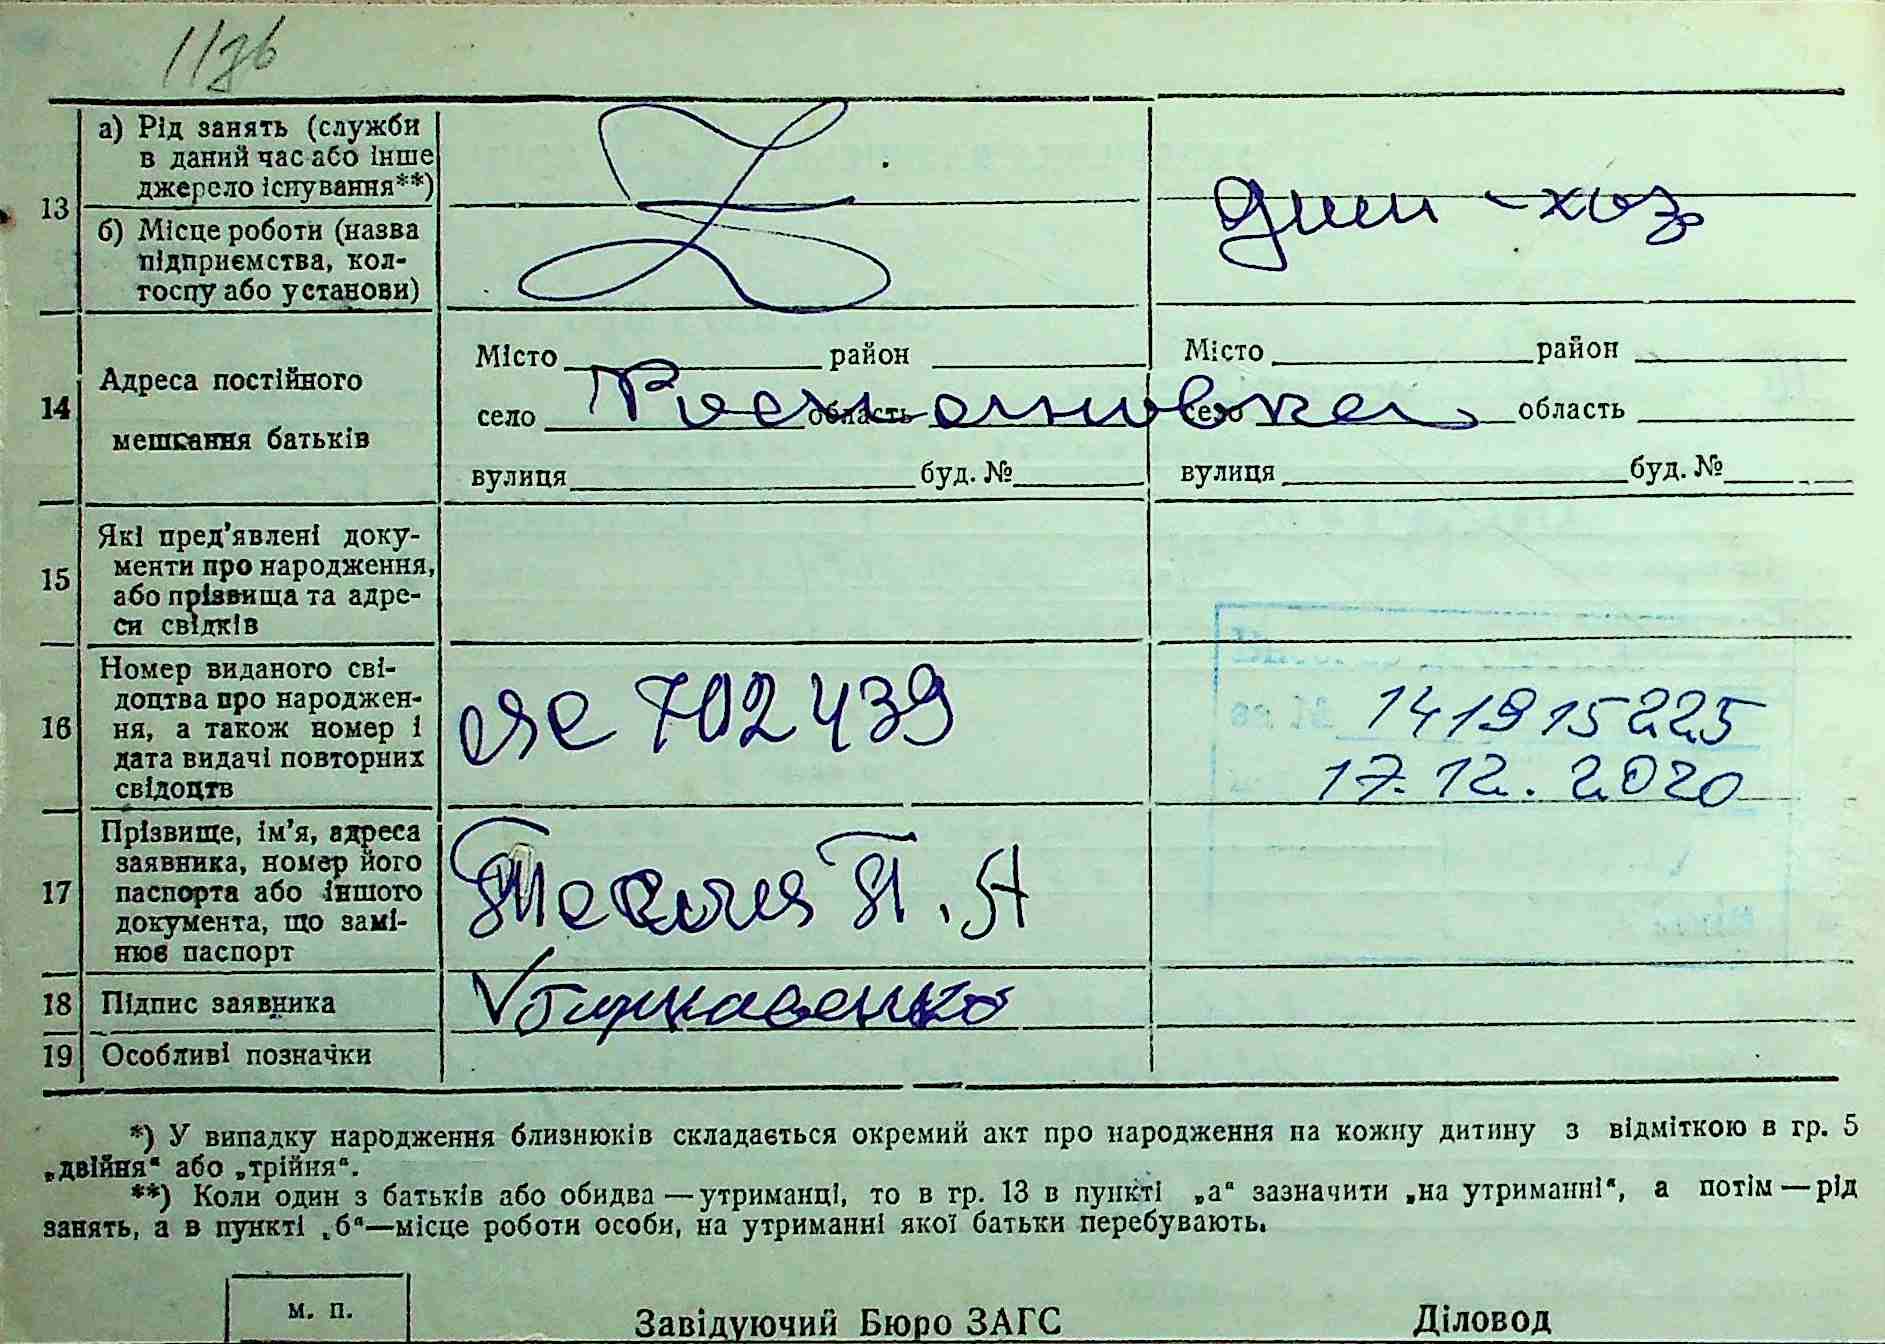 13
а) Рід занять (служби
в даний час або інше
джерело існування**)
б) Місце роботи (назва
підприємства, кол-
госпу або установи)
дом-хоз
14
Адреса постійного
мешкання батьків
Місто район
село область
вулиця буд. №
Місто район
село область
вулиця буд. №
15
Які пред'явлені доку-
менти про народження,
або прізвища та адре-
си свідків
16
Номер виданого сві-
доцтва про народжен-
ня, а також номер і
дата видачі повторних
свідоцтв
702439
141915225
17.12.2020
17
Прізвище, ім'я, адреса
заявника, номер його
паспорта або іншого
документа, що замі-
нює паспорт
18
Підпис заявника
19
Особливі позначки
*) У випадку народження близнюків складається окремий акт про народження на кожну дитину з відміткою в гр. 5
„двійня“ або „трійня“.
**) Коли один з батьків або обидва — утриманці, то в гр. 13 в пункті „а“ зазначити „на утриманні“, а потім — рід
занять, а в пункті „б“—місце роботи особи, на утриманні якої батьки перебувають.
м. п.
Завідуючий Бюро ЗАГС
Діловод